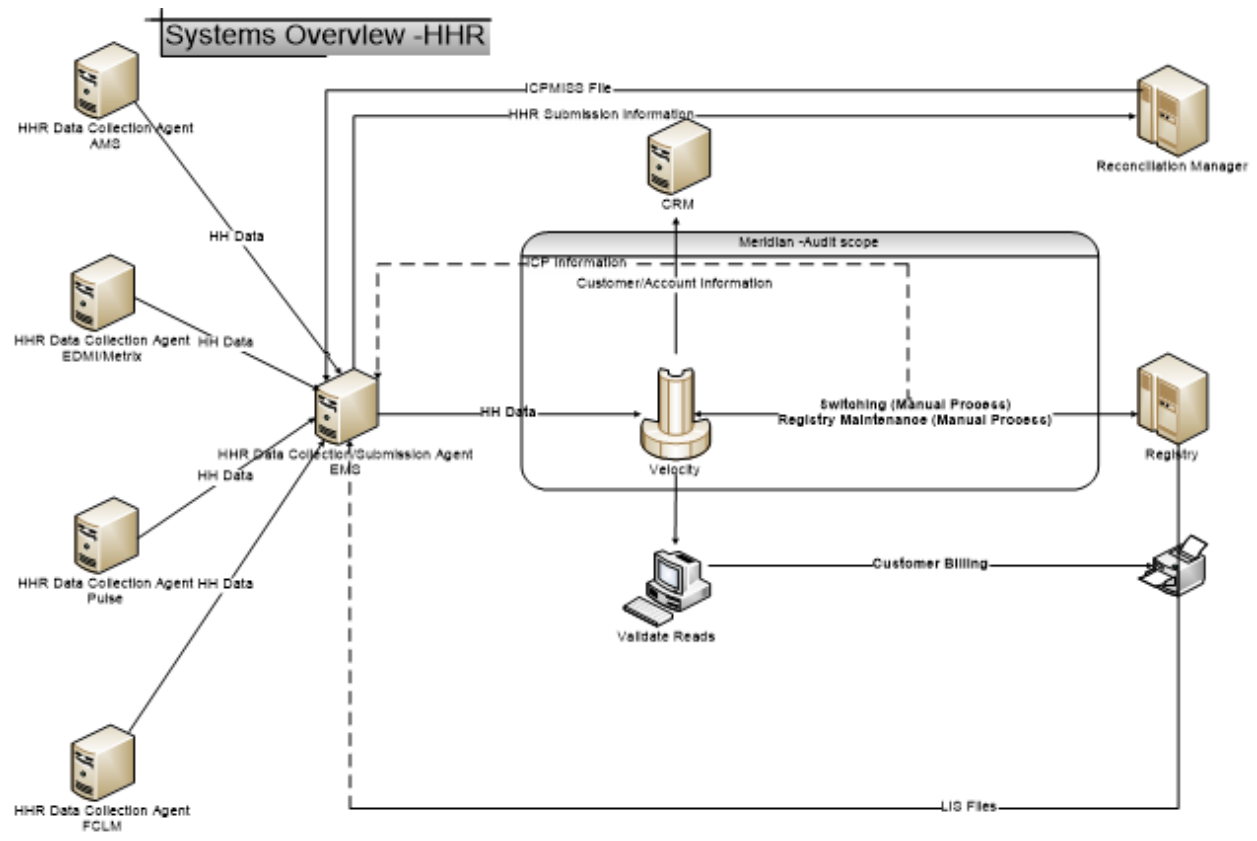 Systems Overview -HHR
ICPMISS File
HHR Submission Information
HHR Data Collection Agent
AMS
Reconciliation Manager
CRM
HH Data
Meridian -Audit scope
ICP Information
Customer/Account Information
HHR Data Collection Agent
EDMI/Metrix
HH Data
HH Data
Switching (Manual Process)
Registry Maintenance (Manual Process)
HHR Data Collection/Submission Agent
EMS
Velocity
Registry
HH Data
HHR Data Collection Agent
Pulse
HH Data
Customer Billing
Validate Reads
LIS Files
HHR Data Collection Agent
FCLM